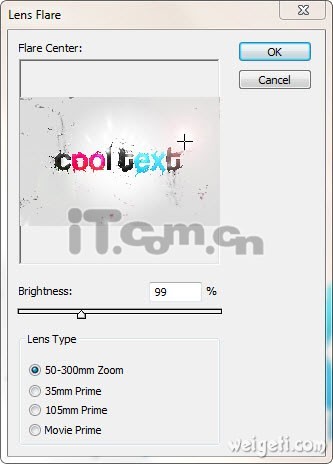 Lens Flare
Flare Center:
OK
Cancel
cool text
iT.com.cn
Brightness: 99 %
Lens Type
50-300mm Zoom
35mm Prime
105mm Prime
Movie Prime
weigeti.com